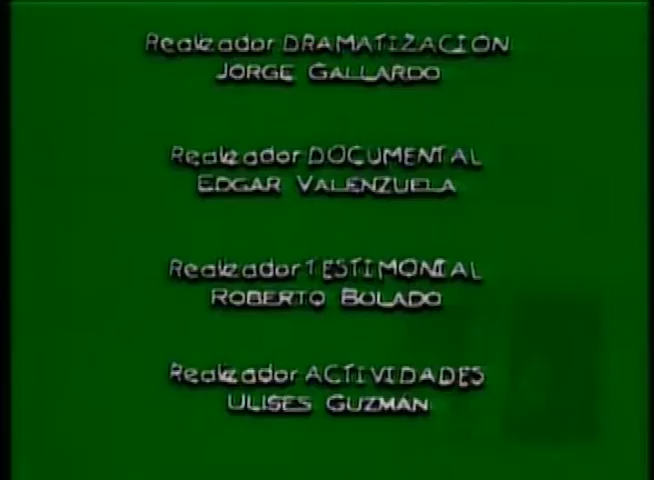 Realizador DRAMATIZACION
JORGE GALLARDO
Realizador DOCUMENTAL
EDGAR VALENZUELA
Realizador TESTIMONIAL
ROBERTO BOLADO
Realizador ACTIVIDADES
ULISES GUZMAN